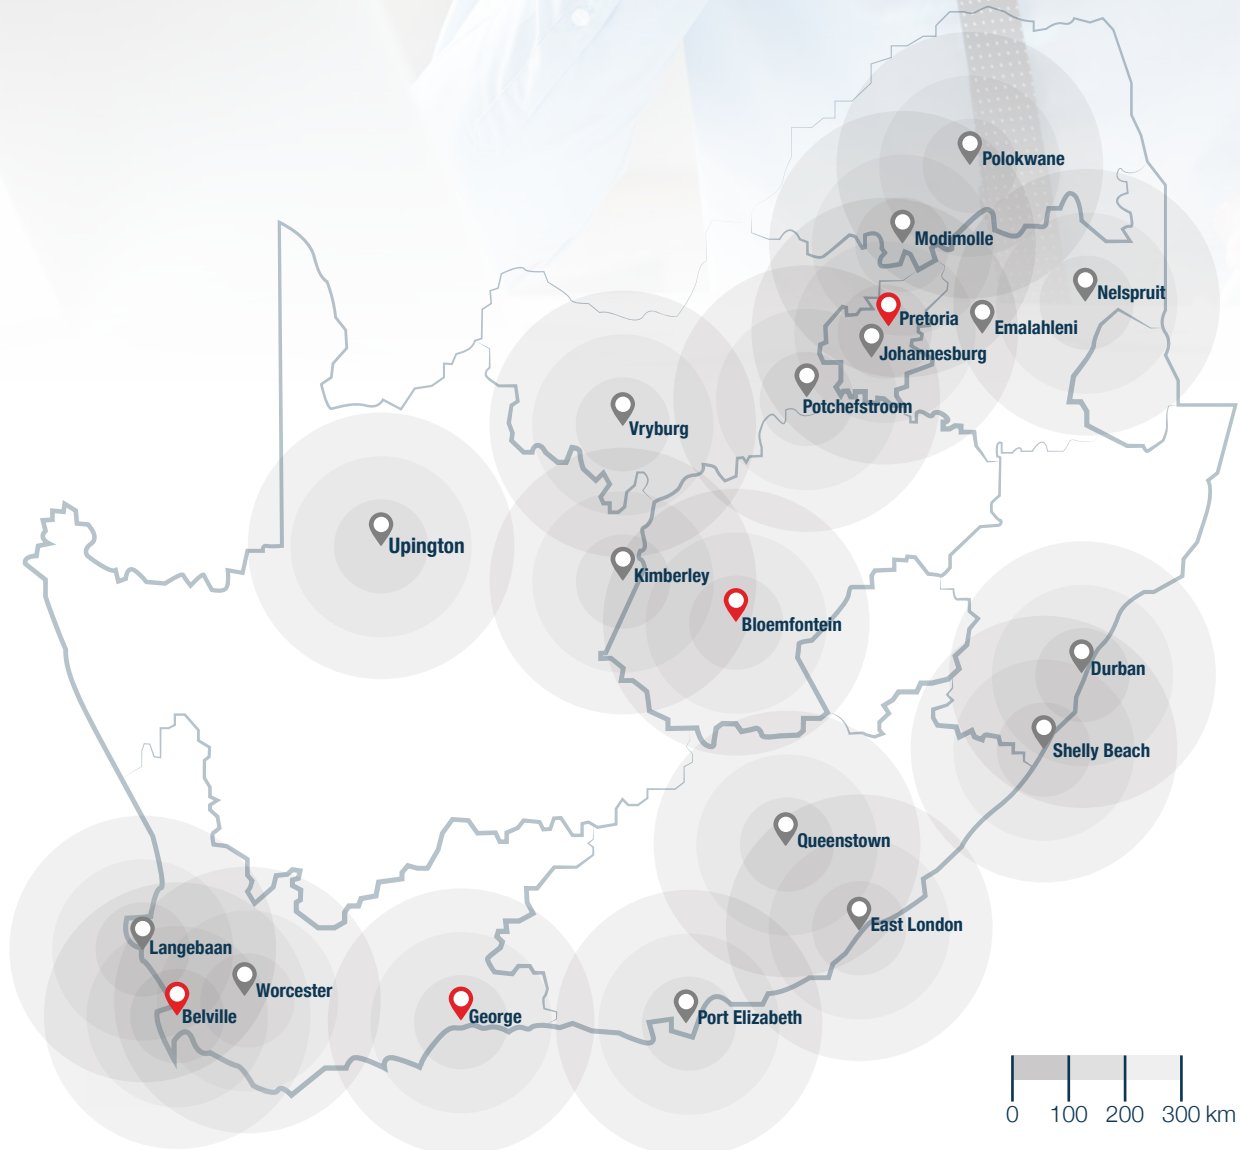 Polokwane
Modimolle
Nelspruit
Pretoria
Emalahleni
Johannesburg
Potchefstroom
Vryburg
Upington
Kimberley
Bloemfontein
Durban
Shelly Beach
Queenstown
East London
Langebaan
Worcester
Belville
George
Port Elizabeth
0 100 200 300 km